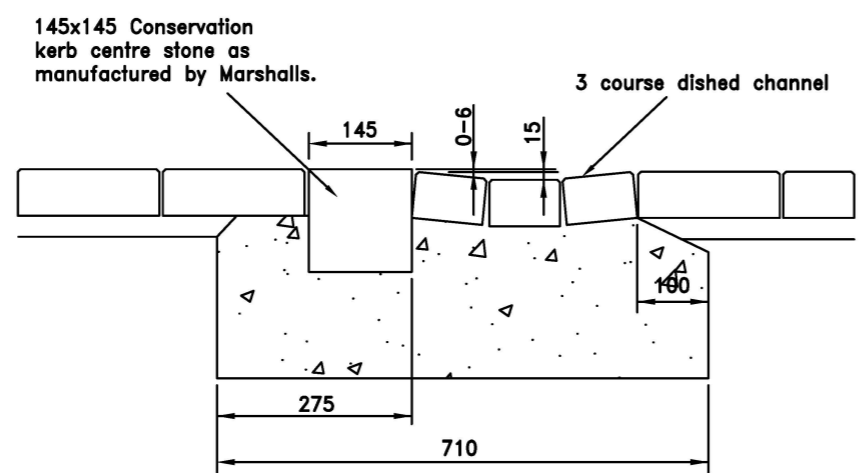 145x145 Conservation
kerb centre stone as
manufactured by Marshalls.
3 course dished channel
145
0-6
15
100
275
710